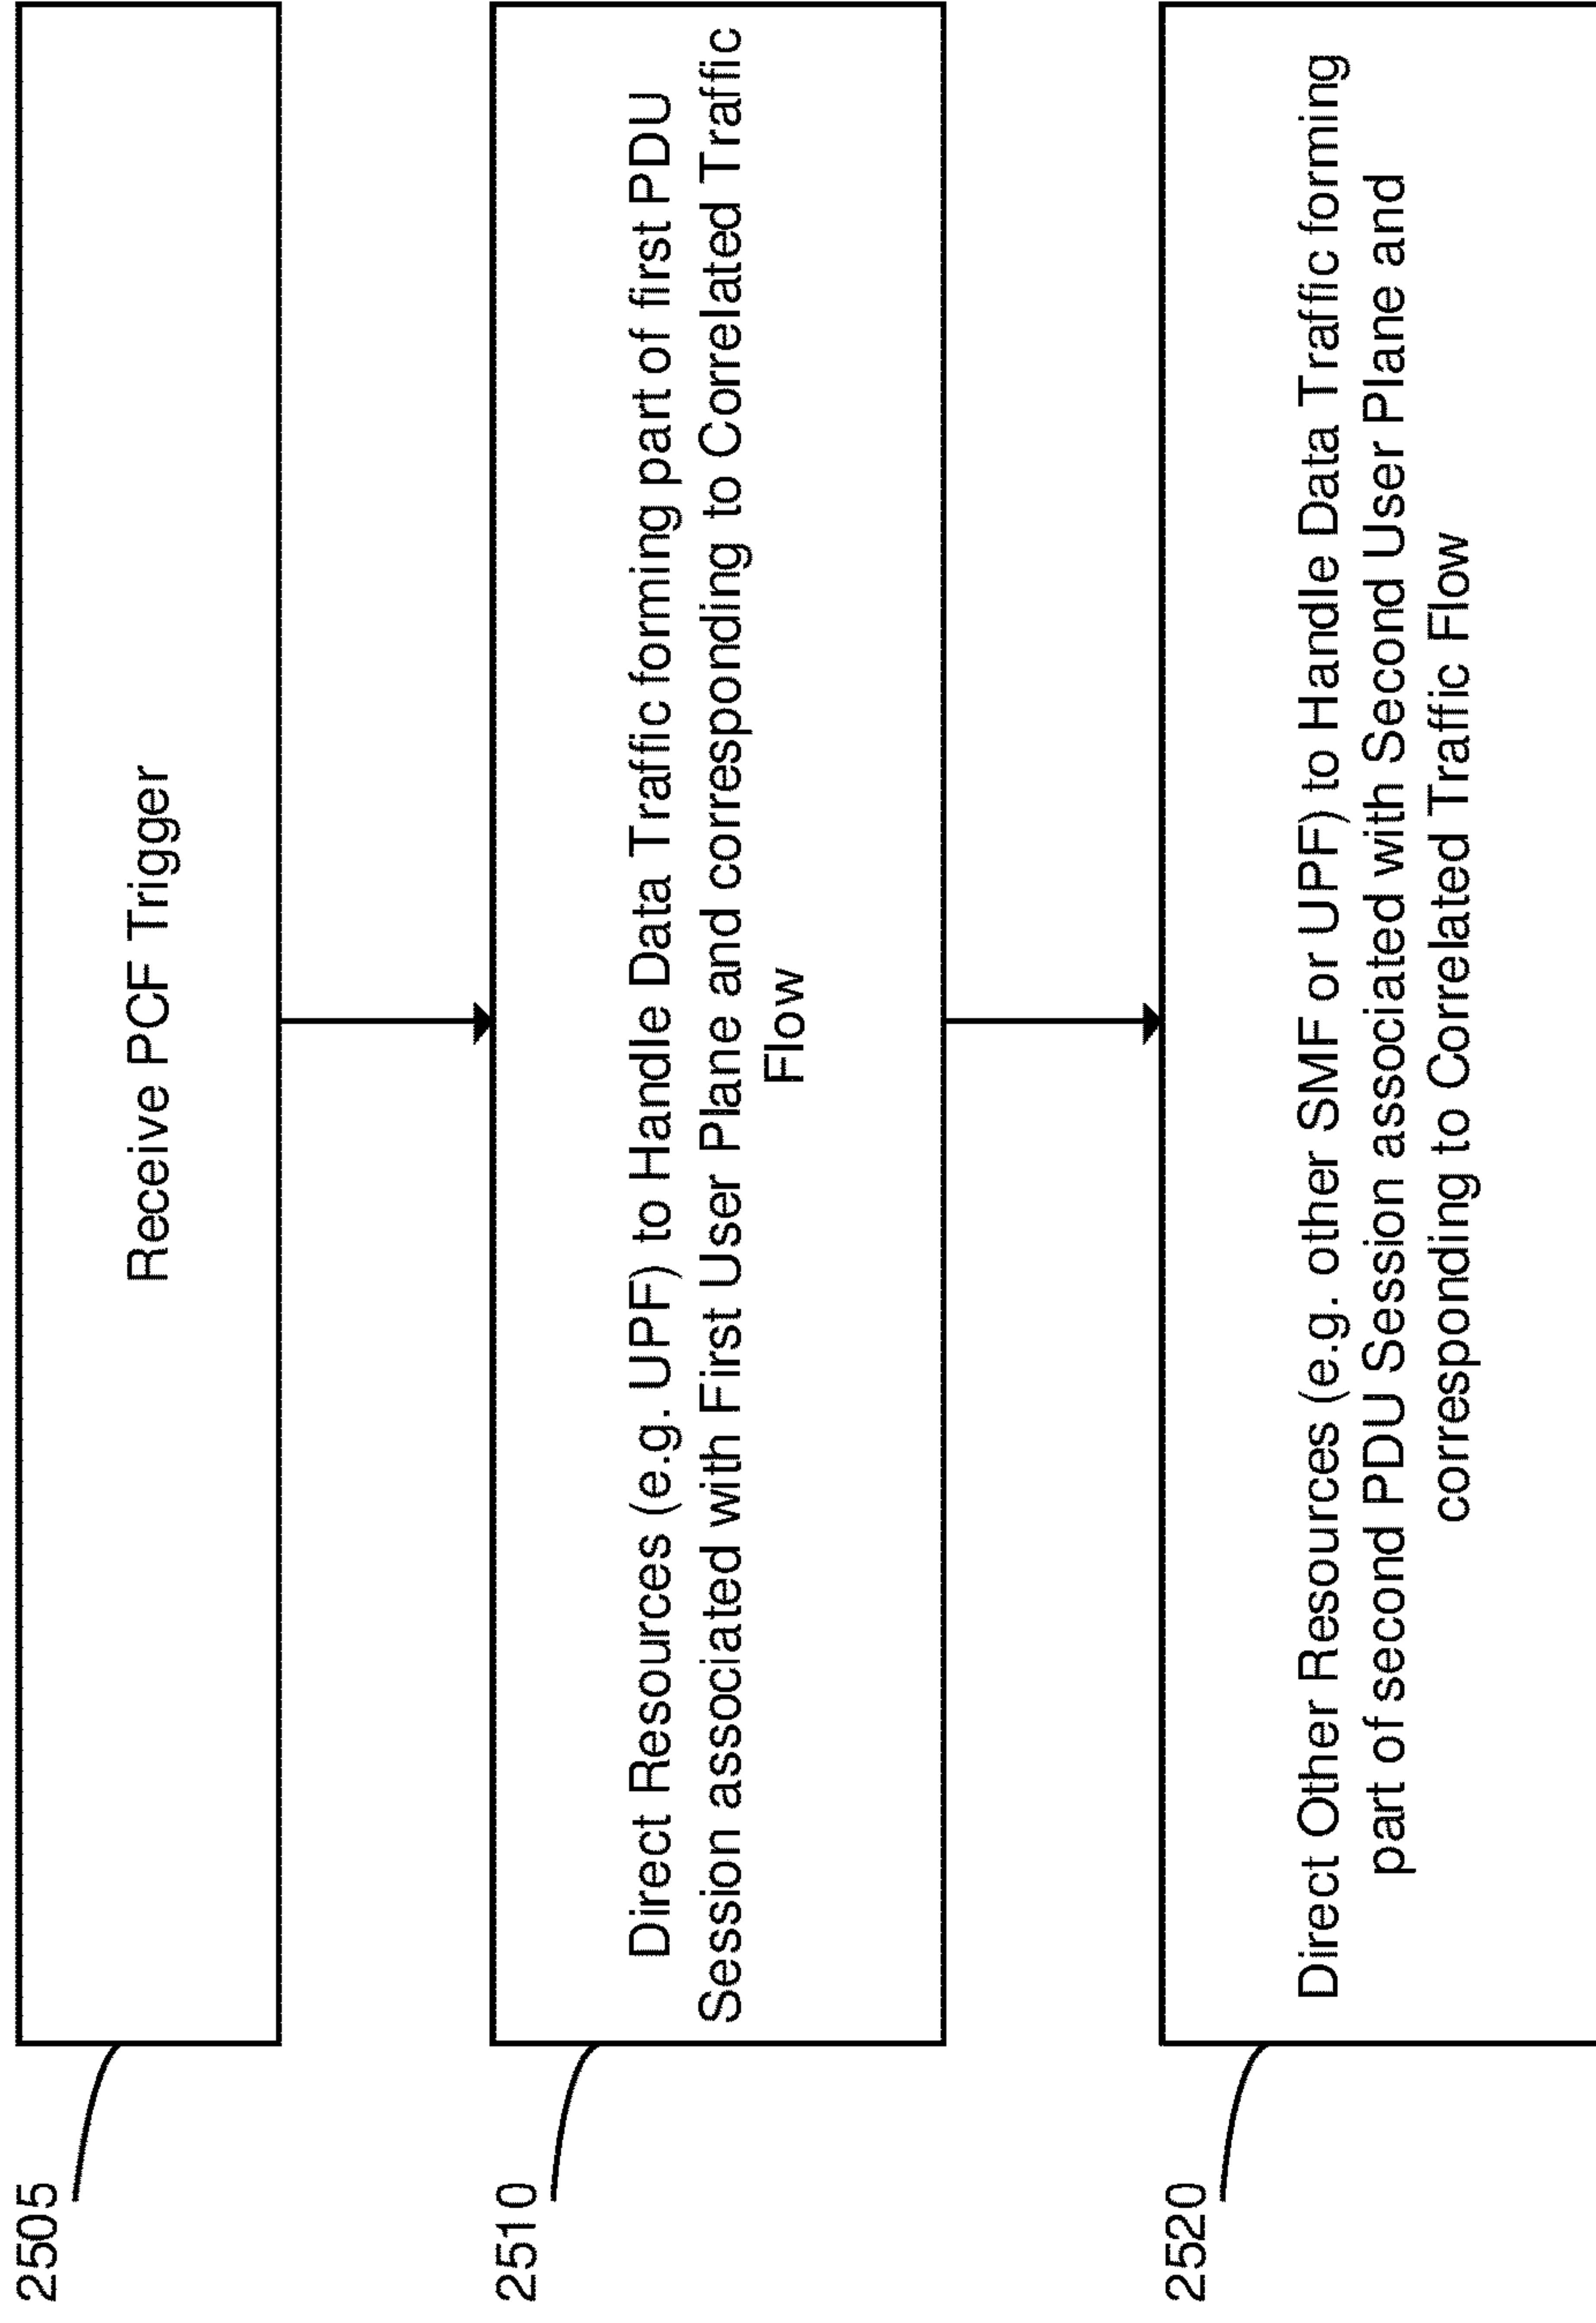 2505
Receive PCF Trigger
2510
Direct Resources (e.g. UPF) to Handle Data Traffic forming part of first PDU
Session associated with First User Plane and corresponding to Correlated Traffic
Flow
2520
Direct Other Resources (e.g. other SMF or UPF) to Handle Data Traffic forming
part of second PDU Session associated with Second User Plane and
corresponding to Correlated Traffic Flow